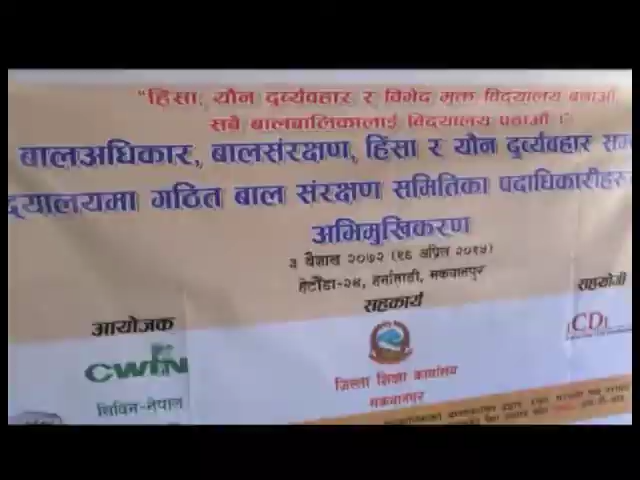 "हिंसा, यौन दुर्व्यवहार र विभेद मुक्त विद्यालय बनाऔं
सबै बालबालिकालाई विद्यालय पठाऔं ।"
बालअधिकार, बालसंरक्षण, हिंसा र यौन दुर्व्यवहार सम
द्यालयमा गठित बाल संरक्षण समितिका पदाधिकारीहरु
अभिमुखिकरण
३ वैशाख २०७२ (१६ अप्रिल २०१५)
हेटौंडा-२४, मकवानपुर
आयोजक
सहकार्य
सहयोगी
CWIN
CD
सिविन-नेपाल
जिल्ला शिक्षा कार्यालय
मकवानपुर